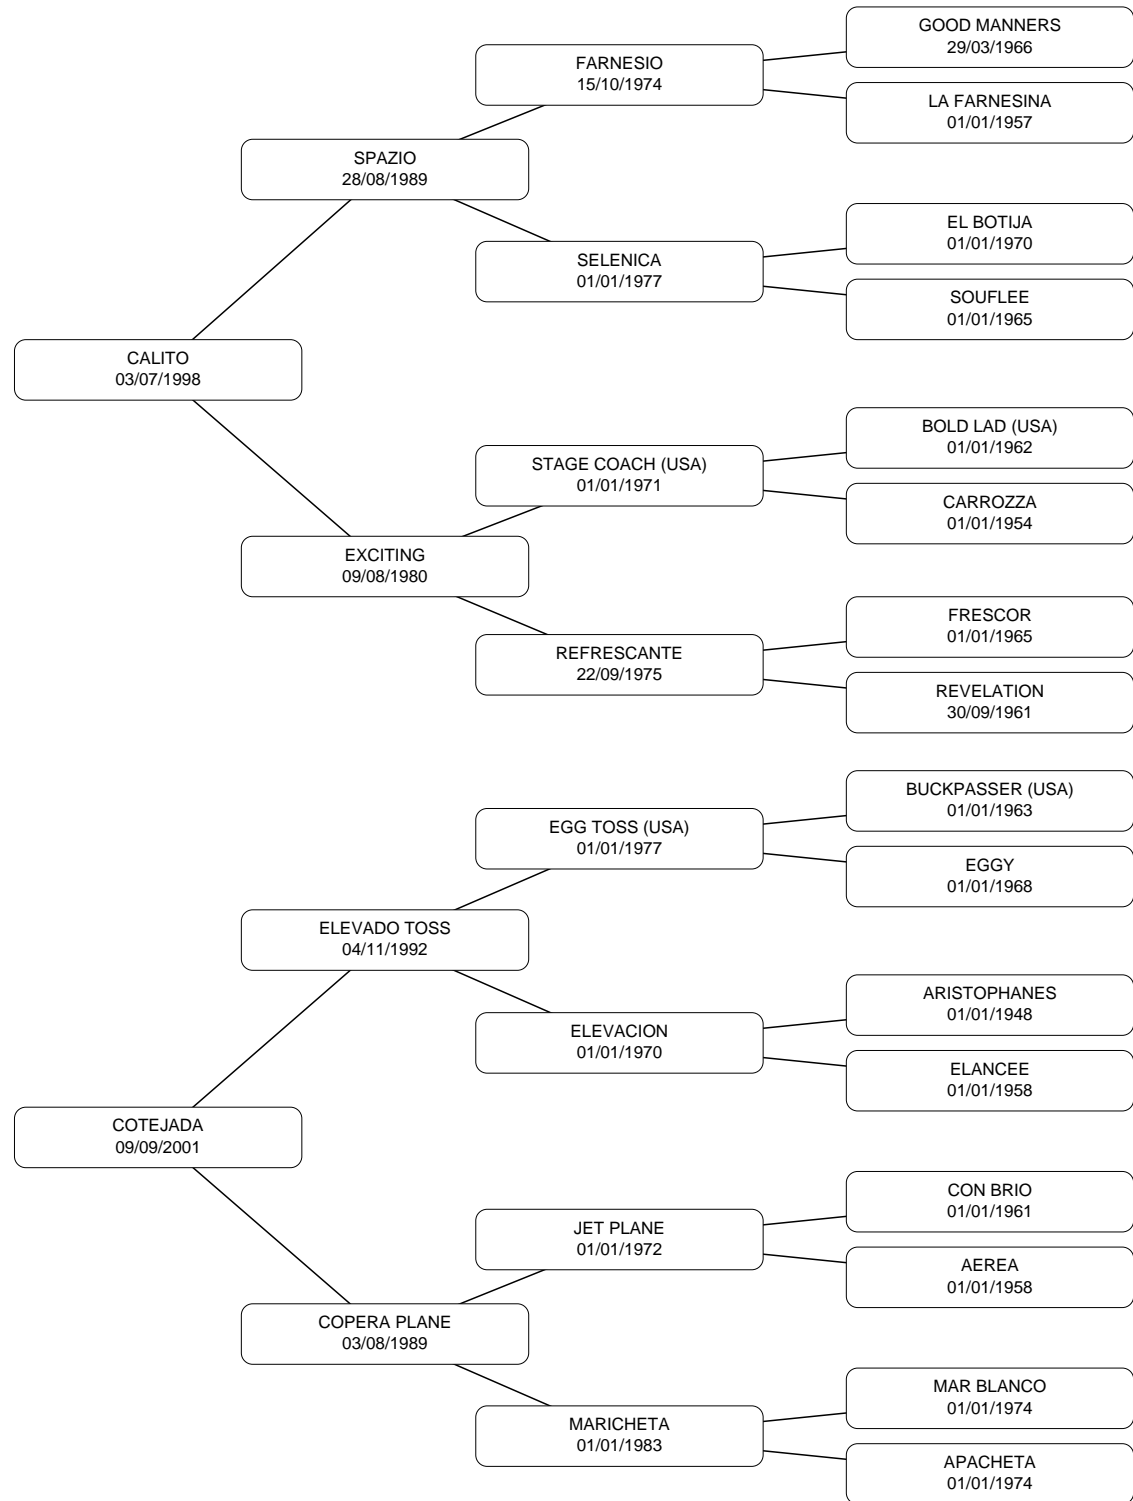 GOOD MANNERS
29/03/1966
FARNESIO
15/10/1974
LA FARNESINA
01/01/1957
SPAZIO
28/08/1989
EL BOTIJA
01/01/1970
SELENICA
01/01/1977
SOUFLEE
01/01/1965
CALITO
03/07/1998
BOLD LAD (USA)
01/01/1962
STAGE COACH (USA)
01/01/1971
CARROZZA
01/01/1954
EXCITING
09/08/1980
FRESCOR
01/01/1965
REFRESCANTE
22/09/1975
REVELATION
30/09/1961
BUCKPASSER (USA)
01/01/1963
EGG TOSS (USA)
01/01/1977
EGGY
01/01/1968
ELEVADO TOSS
04/11/1992
ARISTOPHANES
01/01/1948
ELEVACION
01/01/1970
ELANCEE
01/01/1958
COTEJADA
09/09/2001
CON BRIO
01/01/1961
JET PLANE
01/01/1972
AEREA
01/01/1958
COPERA PLANE
03/08/1989
MAR BLANCO
01/01/1974
MARICHETA
01/01/1983
APACHETA
01/01/1974